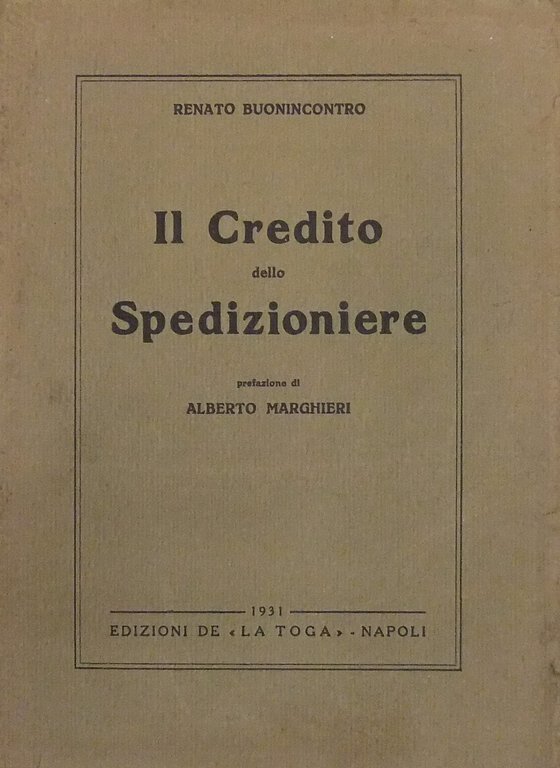 RENATO BUONINCONTRO
Il Credito
dello
Spedizioniere
prefazione di
ALBERTO MARGHIERI
1931
EDIZIONI DE «LA TOGA» - NAPOLI